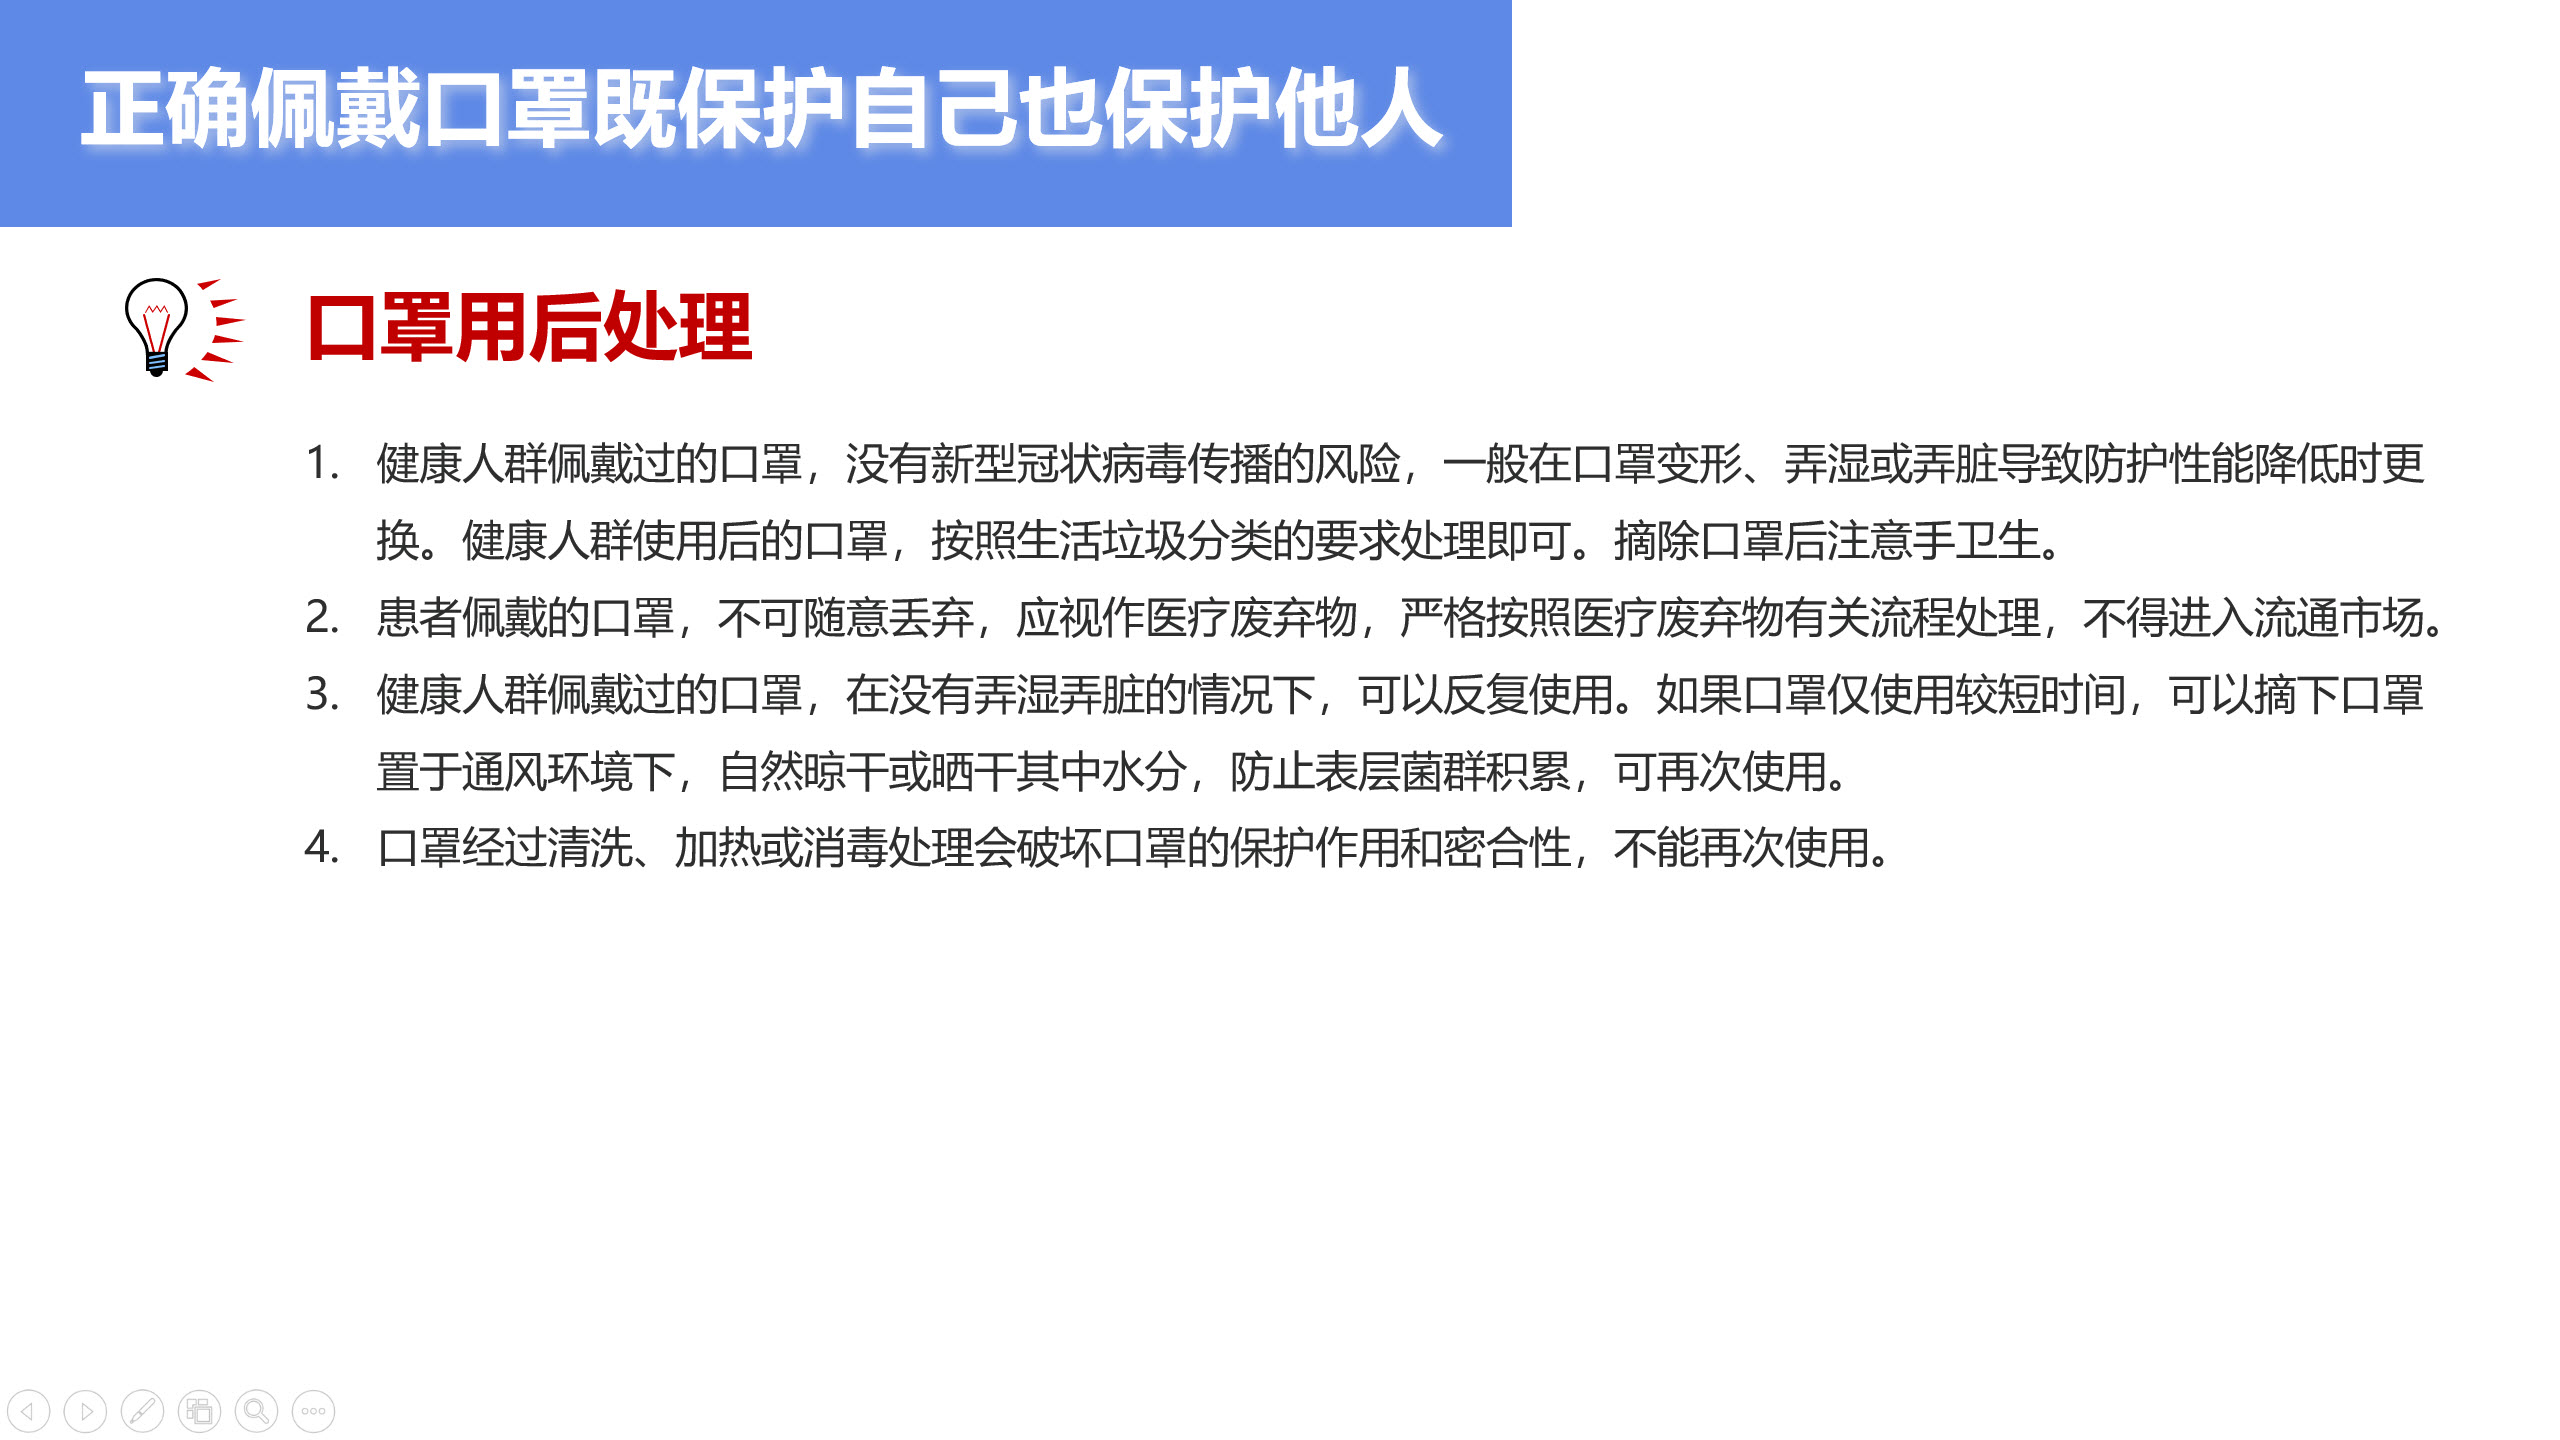 正确佩戴口罩既保护自己也保护他人
口罩用后处理
1. 健康人群佩戴过的口罩，没有新型冠状病毒传播的风险，一般在口罩变形、弄湿或弄脏导致防护性能降低时更
换。健康人群使用后的口罩，按照生活垃圾分类的要求处理即可。摘除口罩后注意手卫生。
2. 患者佩戴的口罩，不可随意丢弃，应视作医疗废弃物，严格按照医疗废弃物有关流程处理，不得进入流通市场。
3. 健康人群佩戴过的口罩，在没有弄湿弄脏的情况下，可以反复使用。如果口罩仅使用较短时间，可以摘下口罩
置于通风环境下，自然晾干或晒干其中水分，防止表层菌群积累，可再次使用。
4. 口罩经过清洗、加热或消毒处理会破坏口罩的保护作用和密合性，不能再次使用。